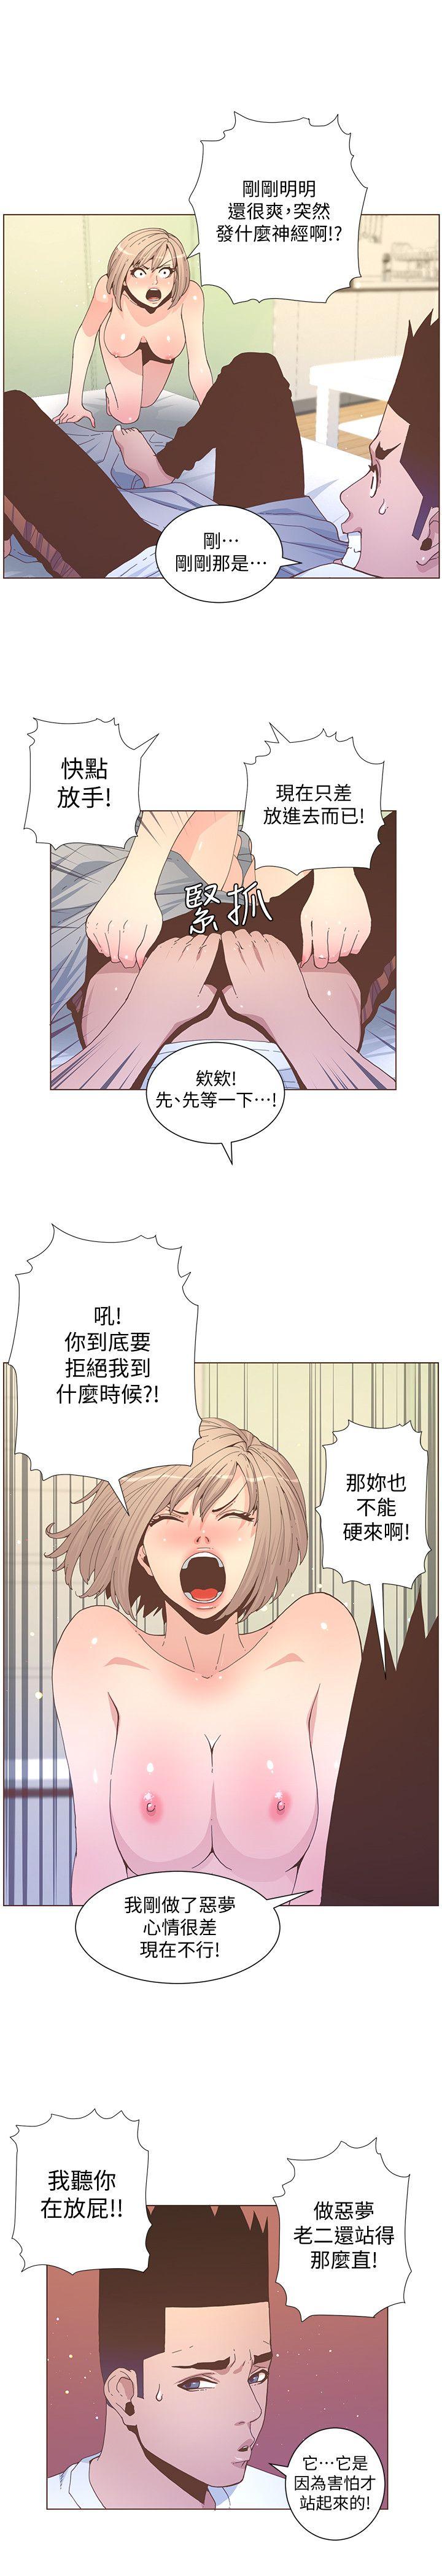 剛剛明明
還很爽，突然
發什麼神經啊!?
剛…
剛剛那是…
快點
放手!
現在只差
放進去而已!
緊抓
欸欸!
先、先等一下…!
吼!
你到底要
拒絕我到
什麼時候?!
那妳也
不能
硬來啊!
我剛做了惡夢
心情很差
現在不行!
我聽你
在放屁!!
做惡夢
老二還站得
那麼直!
它…它是
因為害怕才
站起來的!